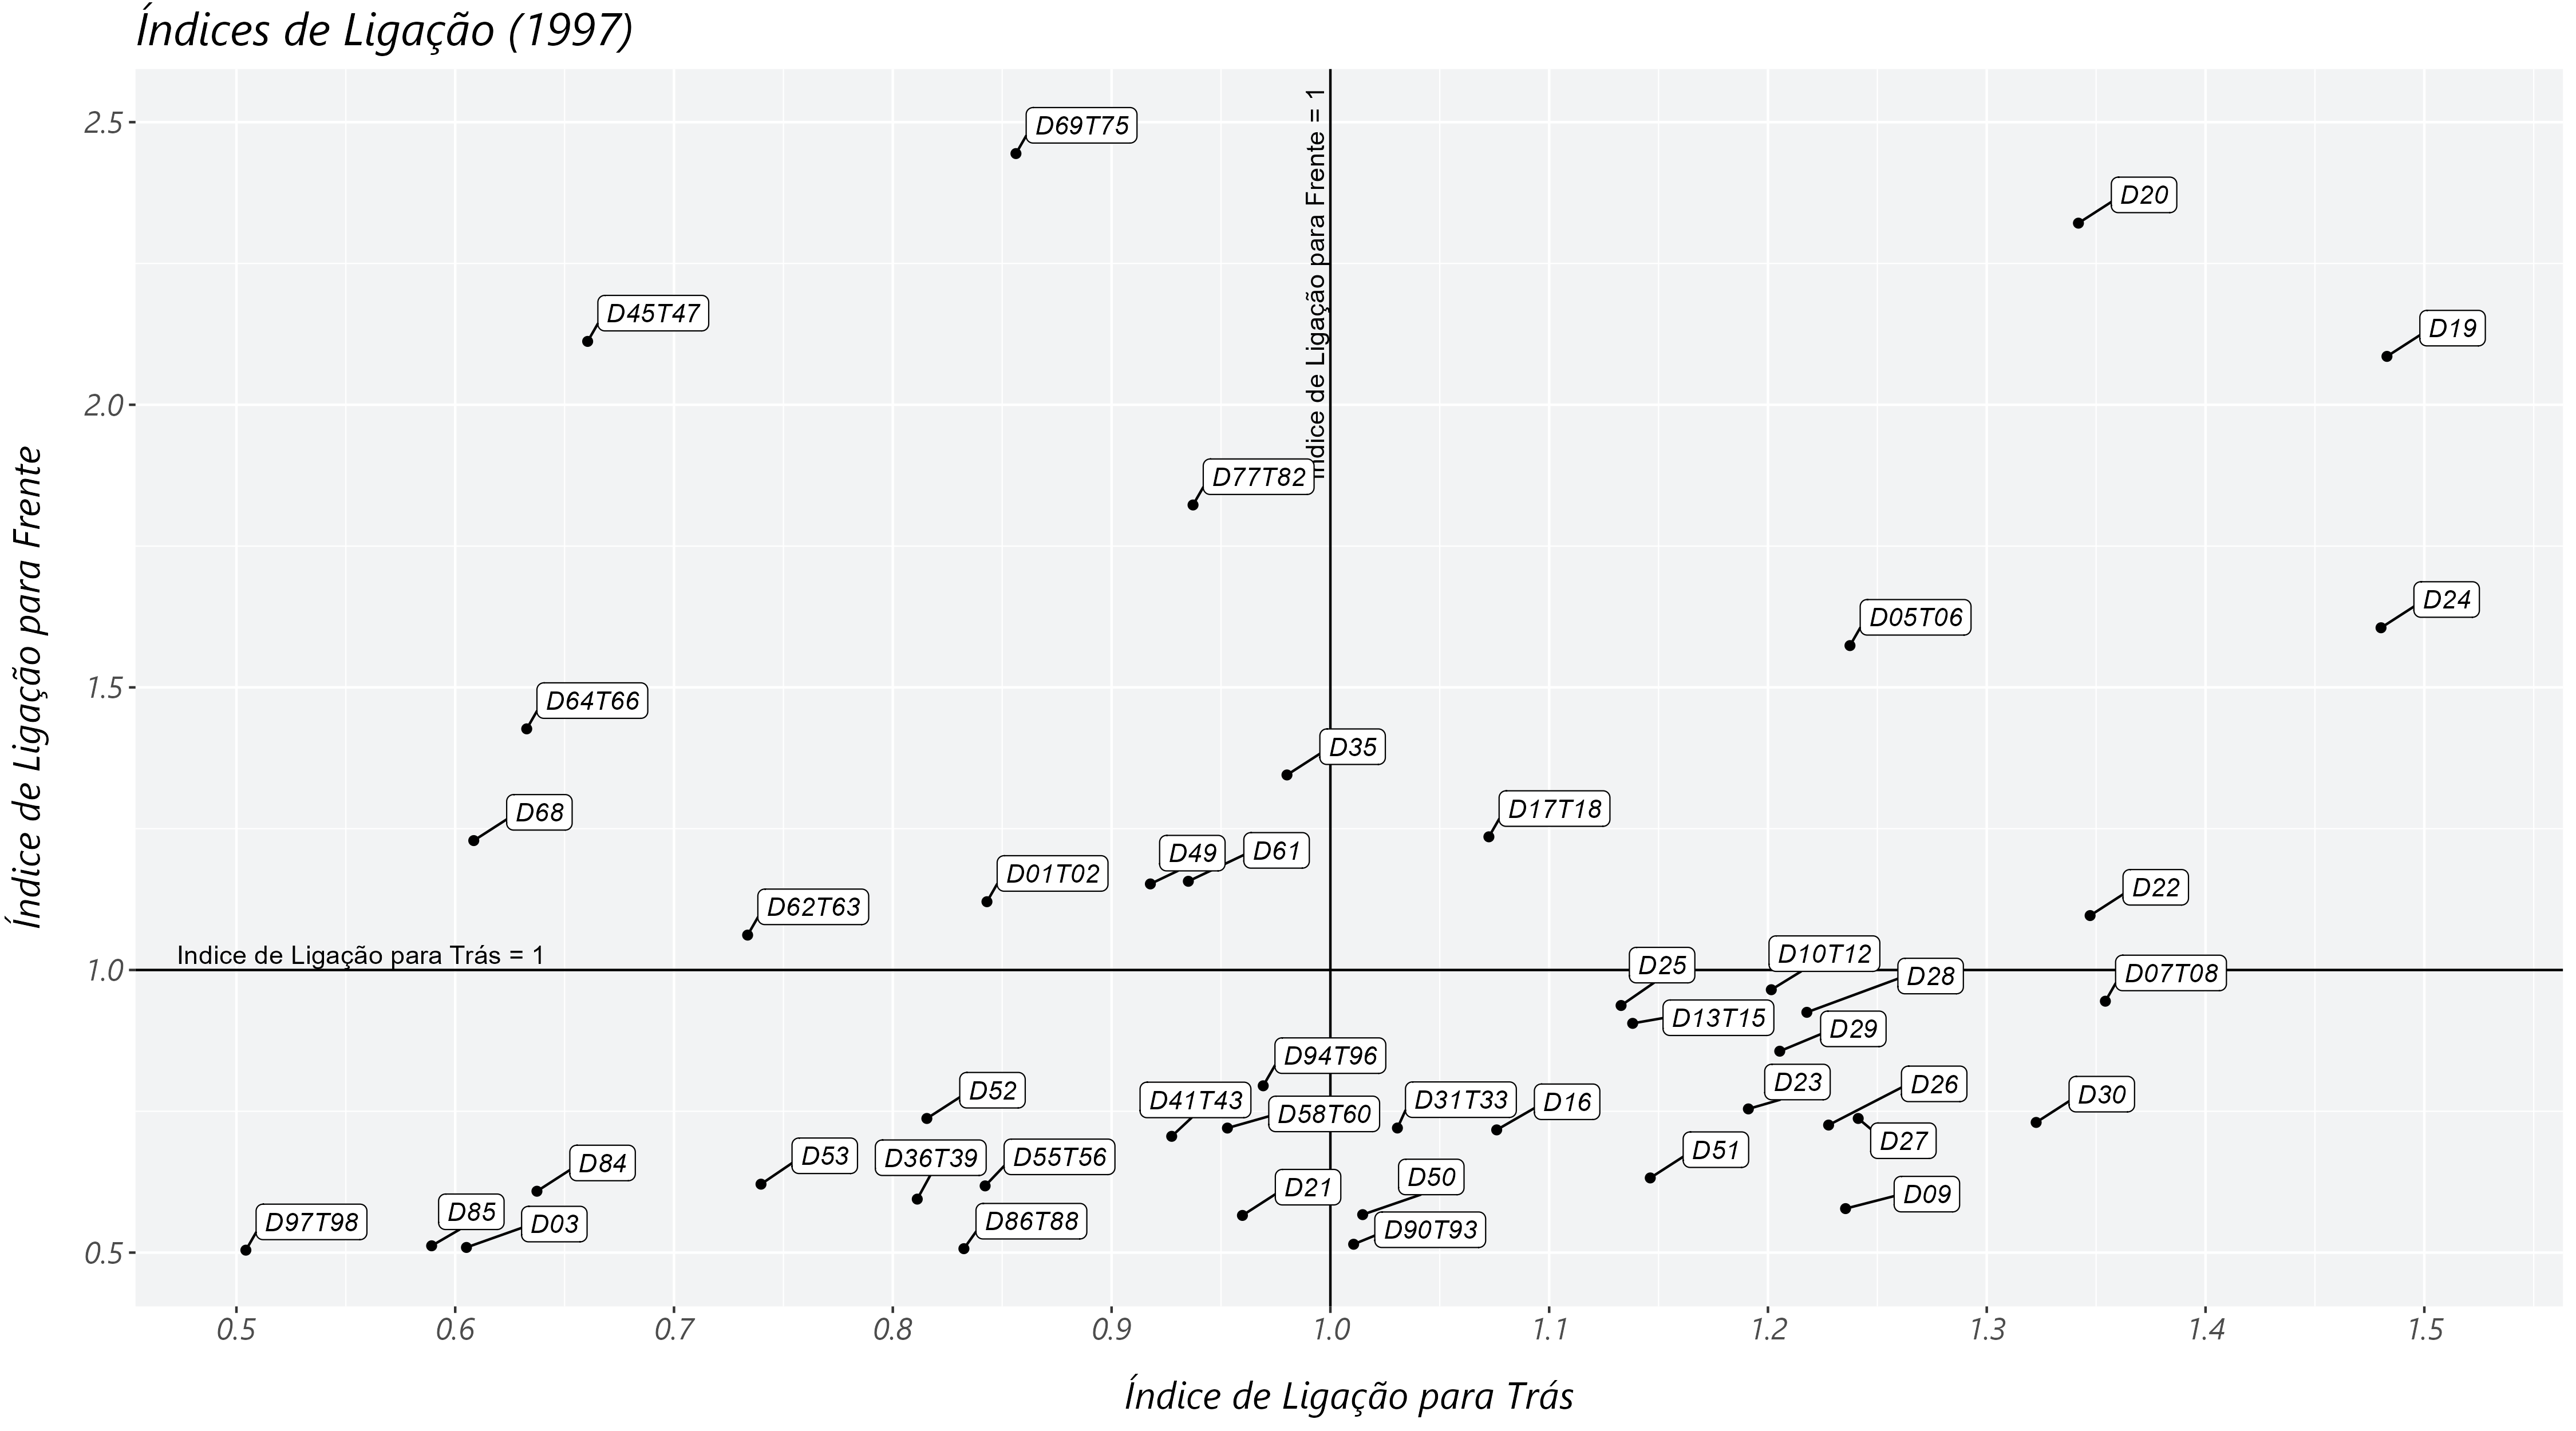 Índices de Ligação (1997)
Índice de Ligação para Frente
2.5
2.0
1.5
1.0
0.5
Indice de Ligação para Frente = 1
Indice de Ligação para Trás = 1
D69T75
D20
D45T47
D19
D77T82
D24
D05T06
D64T66
D35
D68
D17T18
D49
D61
D01T02
D22
D62T63
D25
D10T12
D28
D07T08
D13T15
D29
D94T96
D52
D41T43
D58T60
D31T33
D16
D23
D26
D30
D27
D84
D53
D36T39
D55T56
D51
D21
D50
D09
D97T98
D85
D03
D86T88
D90T93
0.5
0.6
0.7
0.8
0.9
1.0
1.1
1.2
1.3
1.4
1.5
Índice de Ligação para Trás